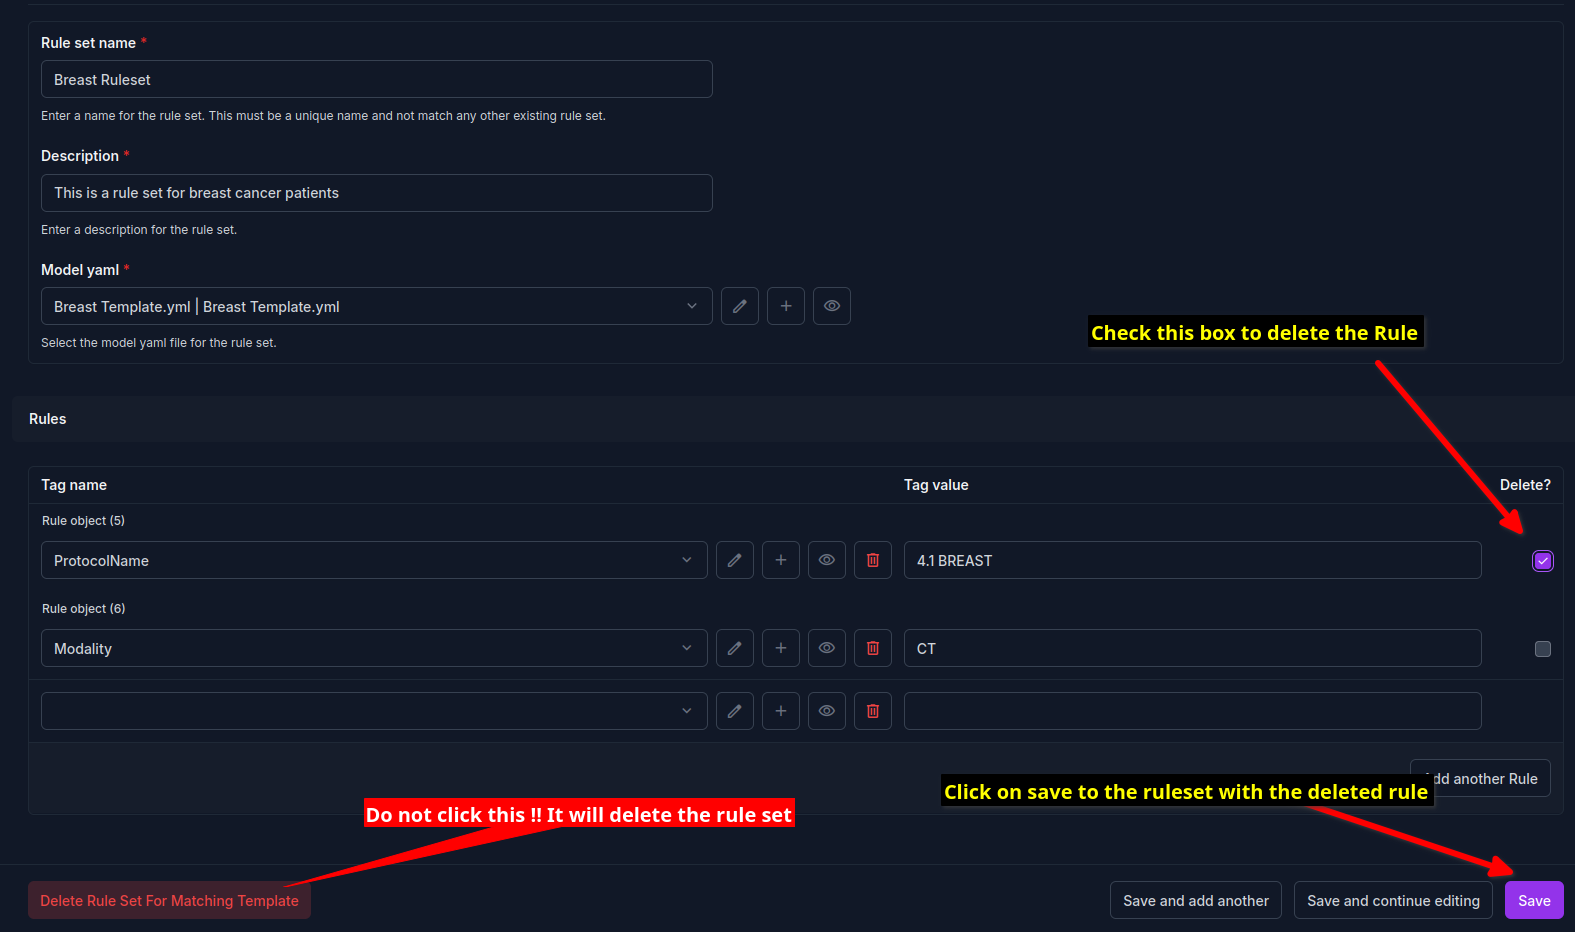 Rule set name *
Breast Ruleset
Enter a name for the rule set. This must be a unique name and not match any other existing rule set.
Description *
This is a rule set for breast cancer patients
Enter a description for the rule set.
Model yaml *
Breast Template.yml | Breast Template.yml
Select the model yaml file for the rule set.
Check this box to delete the Rule
Rules
Tag name Tag value Delete?
Rule object (5)
ProtocolName 4.1 BREAST
Rule object (6)
Modality CT
dd another Rule
Click on save to the ruleset with the deleted rule
Do not click this !! It will delete the rule set
Delete Rule Set For Matching Template Save and add another Save and continue editing Save